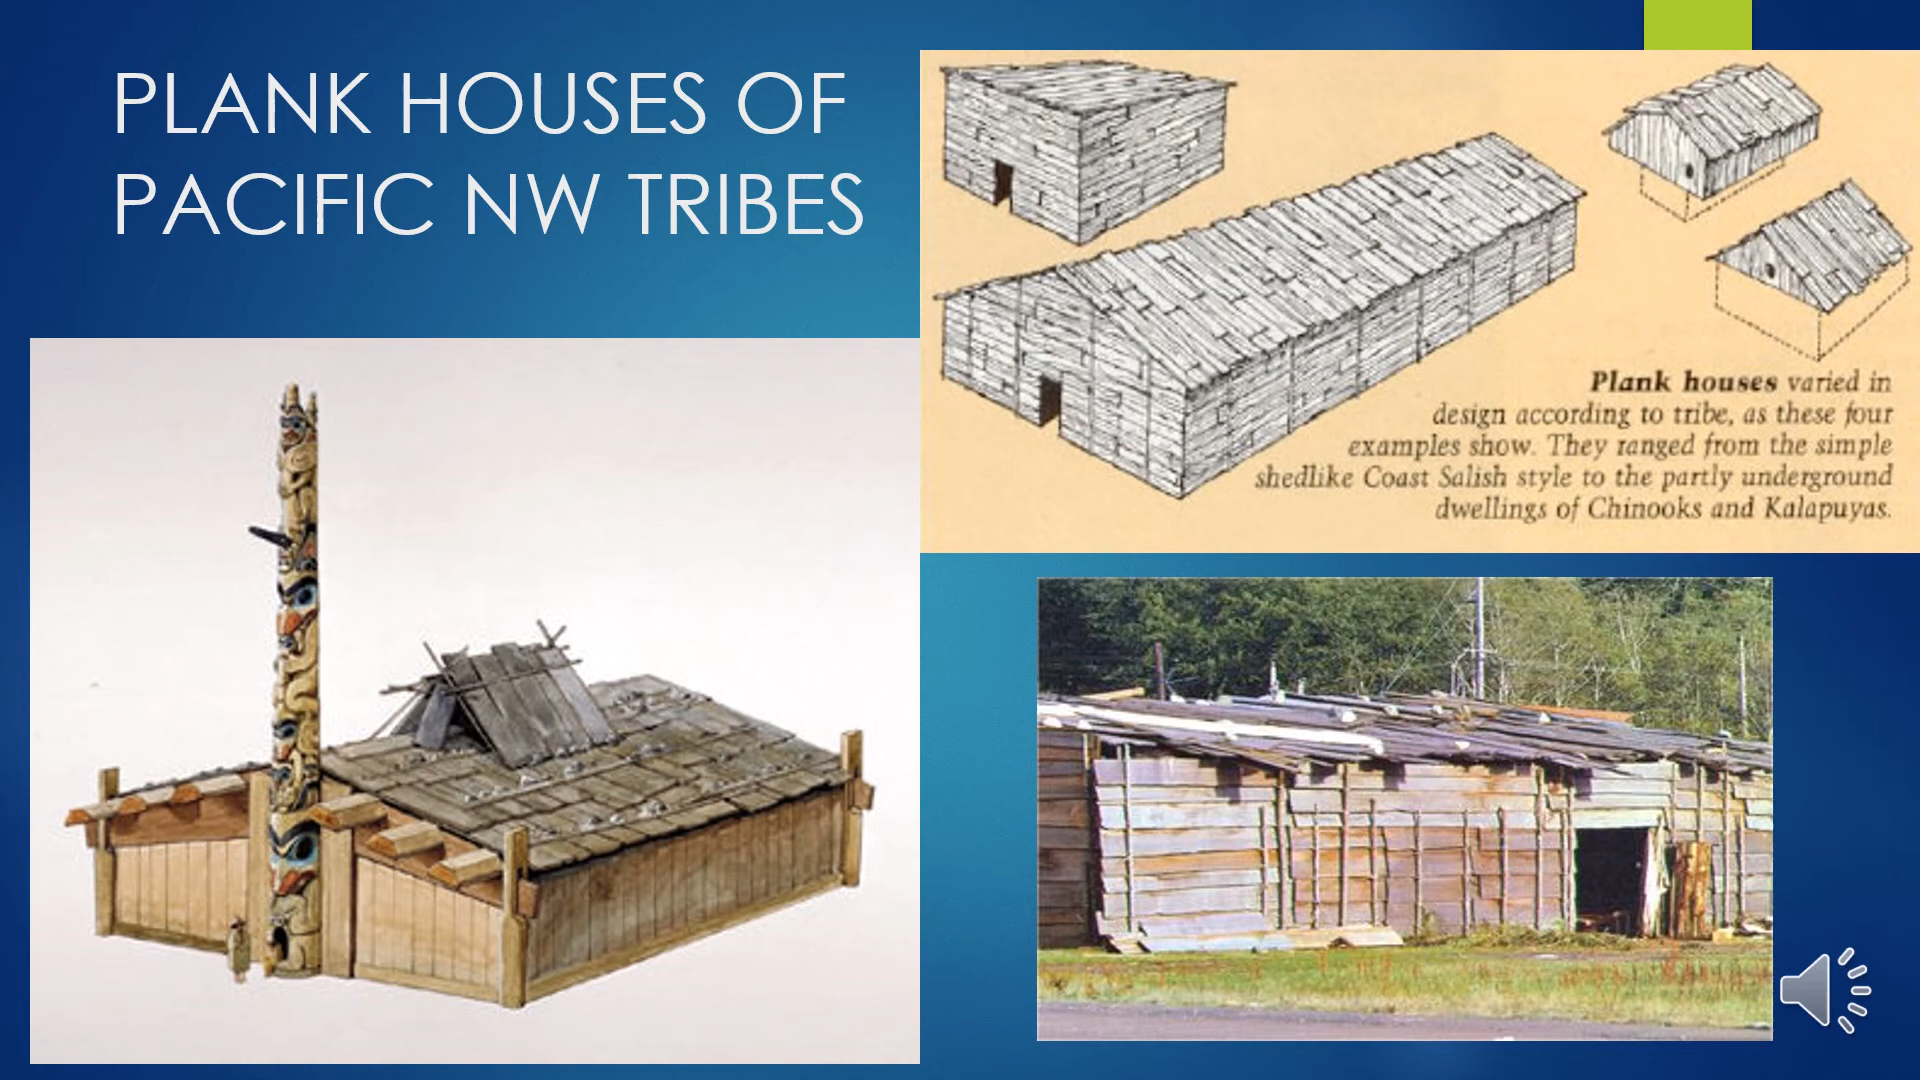 PLANK HOUSES OF
PACIFIC NW TRIBES
Plank houses varied in
design according to tribe, as these four
examples show. They ranged from the simple
shedlike Coast Salish style to the partly underground
dwellings of Chinooks and Kalapuyas.